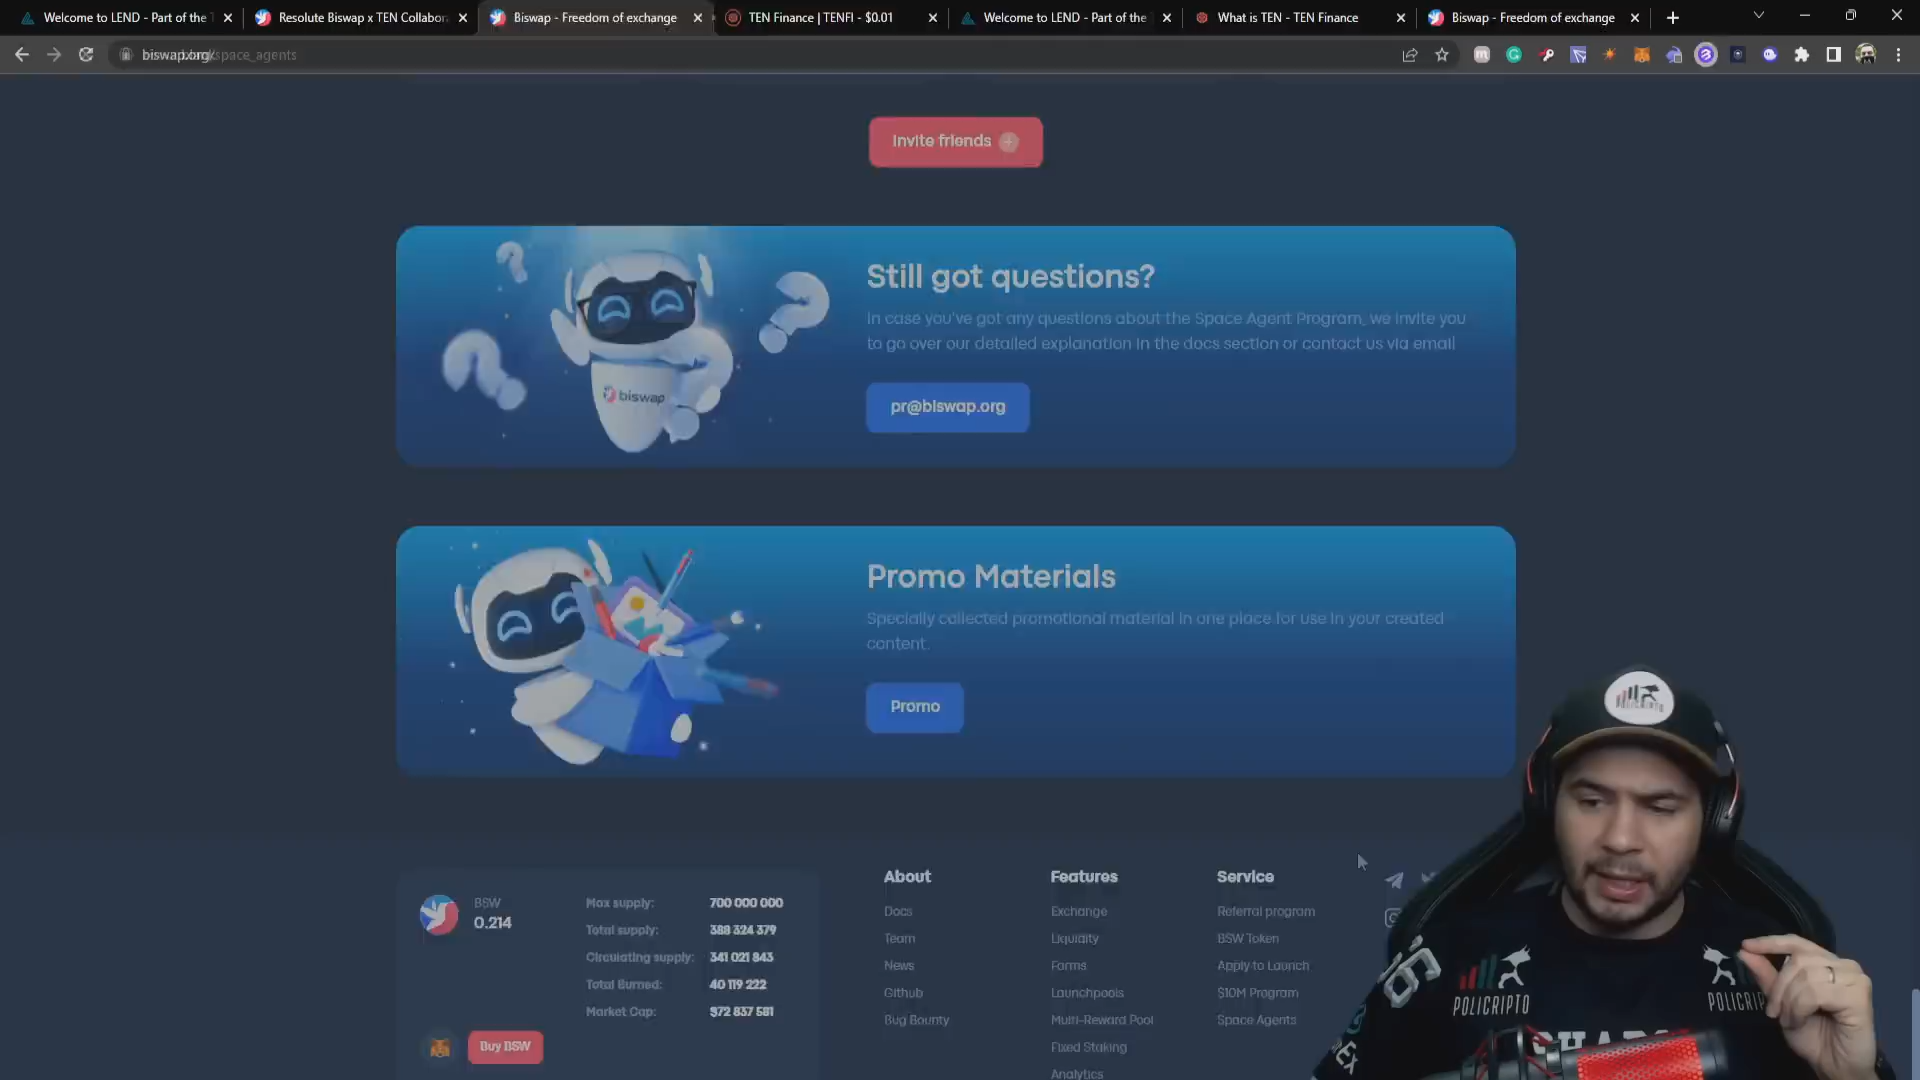 Welcome to LEND - Part of the T
Resolute Biswap x TEN Collabora
Biswap - Freedom of exchange
TEN Finance | TENFI - $0.01
Welcome to LEND - Part of the
What is TEN - TEN Finance
Biswap - Freedom of exchange
biswap.org/space_agents
Invite friends
Still got questions?
In case you've got any questions about the Space Agent Program, we invite you
to go over our detailed explanation in the docs section or contact us via email
biswap
pr@biswap.org
Promo Materials
Specially collected promotional material in one place for use in your created
content.
Promo
BSW
0.214
Max supply: 700 000 000
Total supply: 388 324 379
Circulating supply: 341 021 843
Total Burned: 40 119 222
Market Cap: $72 837 581
Buy BSW
About
Docs
Team
News
Github
Bug Bounty
Features
Exchange
Liquidity
Farms
Launchpools
Multi-Reward Pool
Fixed Staking
Analytics
Service
Referral program
BSW Token
Apply to Launch
$10M Program
Space Agents
POLICRIPTO
POLICRIPTO